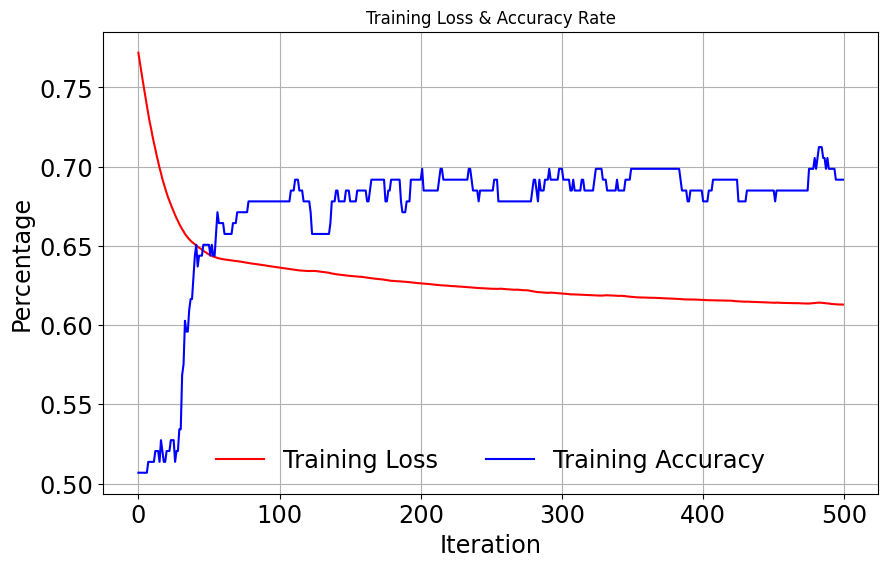 Training Loss & Accuracy Rate
Percentage
0.75
0.70
0.65
0.60
0.55
0.50
Training Loss
Training Accuracy
0 100 200 300 400 500
Iteration